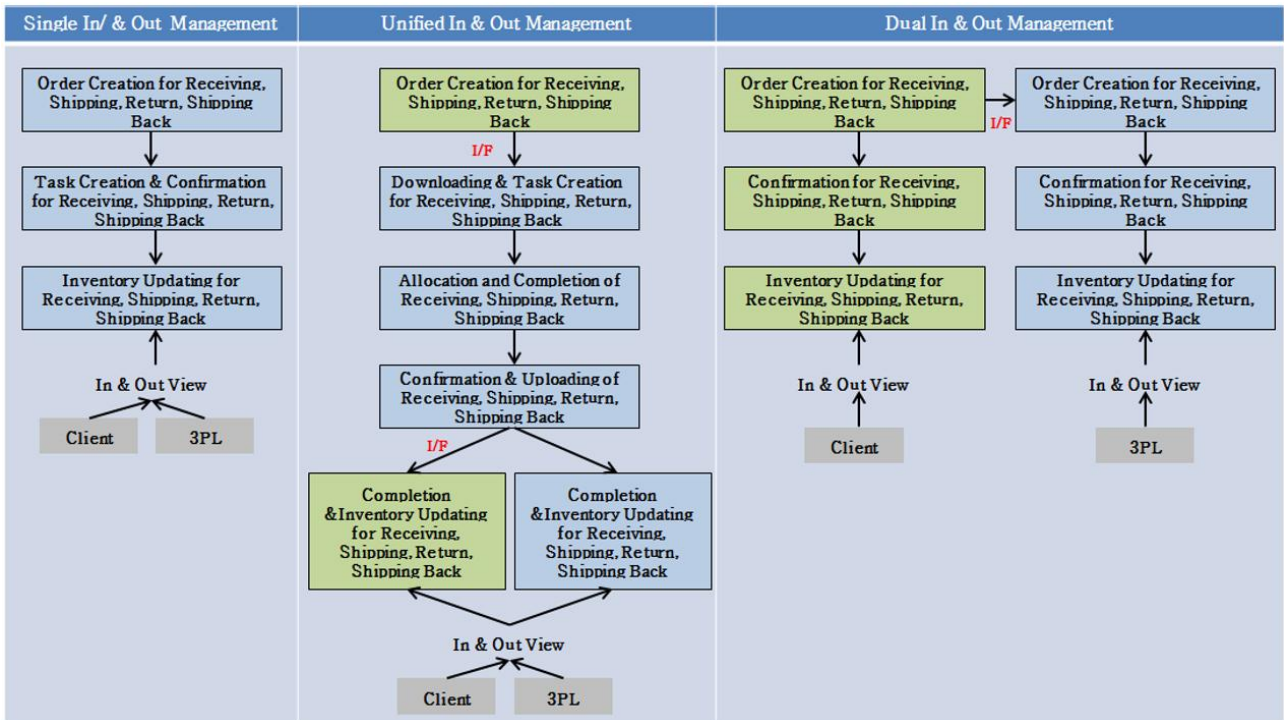 Single In/ & Out Management
Unified In & Out Management
Dual In & Out Management
Order Creation for Receiving,
Shipping, Return, Shipping
Back
Task Creation & Confirmation
for Receiving, Shipping, Return,
Shipping Back
Inventory Updating for
Receiving, Shipping, Return,
Shipping Back
In & Out View
Client
3PL
Order Creation for Receiving,
Shipping, Return, Shipping
Back
I/F
Downloading & Task Creation
for Receiving, Shipping, Return,
Shipping Back
Allocation and Completion of
Receiving, Shipping, Return,
Shipping Back
Confirmation & Uploading of
Receiving, Shipping, Return,
Shipping Back
I/F
Completion
&Inventory Updating
for Receiving,
Shipping, Return,
Shipping Back
Completion
&Inventory Updating
for Receiving,
Shipping, Return,
Shipping Back
In & Out View
Client
3PL
Order Creation for Receiving,
Shipping, Return, Shipping
Back
I/F
Confirmation for Receiving,
Shipping, Return, Shipping
Back
Inventory Updating for
Receiving, Shipping, Return,
Shipping Back
In & Out View
Client
Order Creation for Receiving,
Shipping, Return, Shipping
Back
Confirmation for Receiving,
Shipping, Return, Shipping
Back
Inventory Updating for
Receiving, Shipping, Return,
Shipping Back
In & Out View
3PL